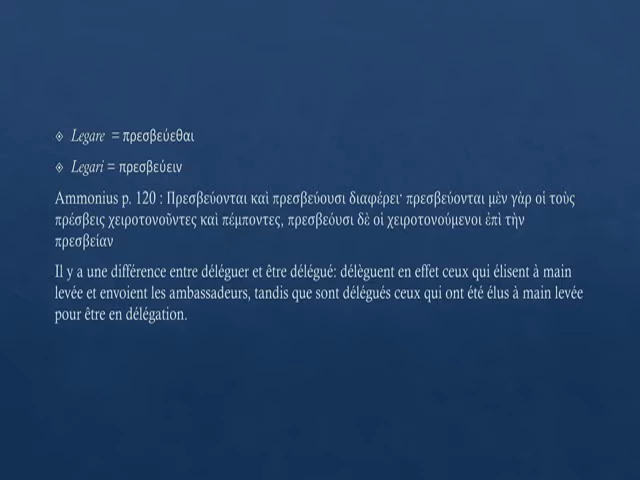 Legare = πρεσβεύεθαι
Legari = πρεσβεύειν
Ammonius p. 120 : Πρεσβεύονται καὶ πρεσβεύουσι διαφέρει· πρεσβεύονται μὲν γὰρ οἱ τοὺς
πρέσβεις χειροτονοῦντες καὶ πέμποντες, πρεσβεόυσι δὲ οἱ χειροτονούμενοι ἐπὶ τὴν
πρεσβείαν
Il y a une différence entre déléguer et être délégué: délèguent en effet ceux qui élisent à main
levée et envoient les ambassadeurs, tandis que sont délégués ceux qui ont été élus à main levée
pour être en délégation.